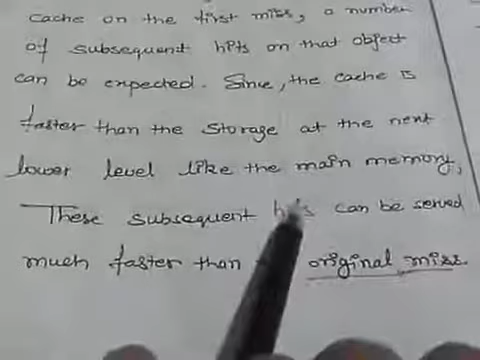 cache on the first miss, a number
of subsequent hits on that object
can be expected. Since, the cache is
faster than the storage at the next
lower level like the main memory,
These subsequent hits can be served
much faster than original miss